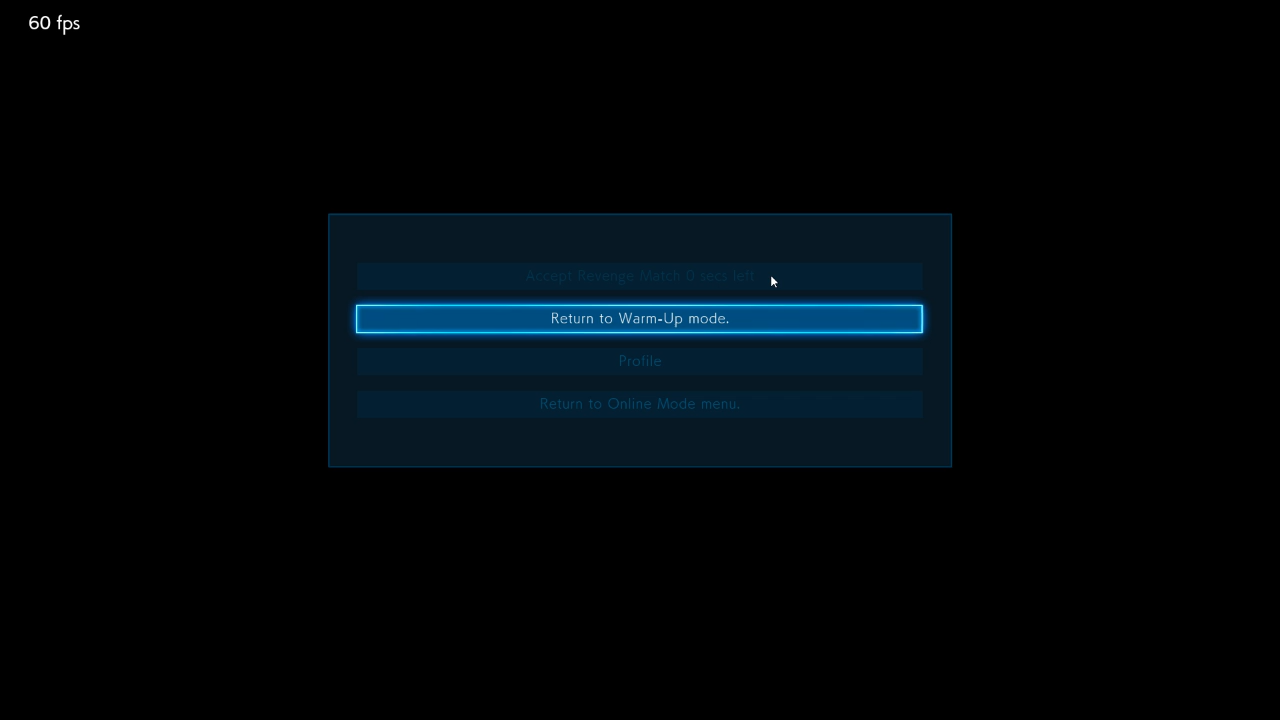 60 fps
Accept Revenge Match 0 secs left
Return to Warm-Up mode.
Profile
Return to Online Mode menu.